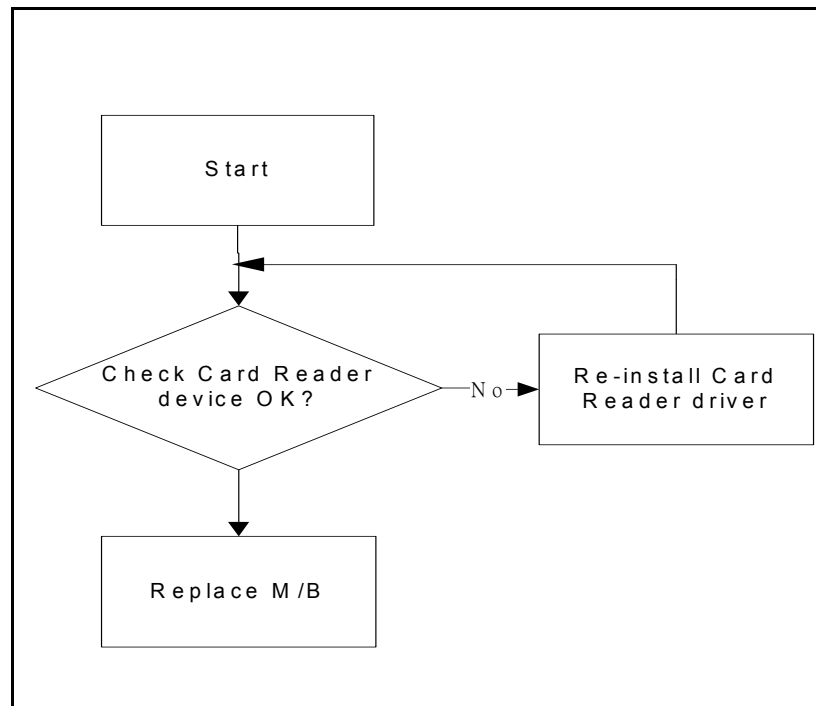 Start
Check Card Reader
device OK?
No
Re-install Card
Reader driver
Replace M/B